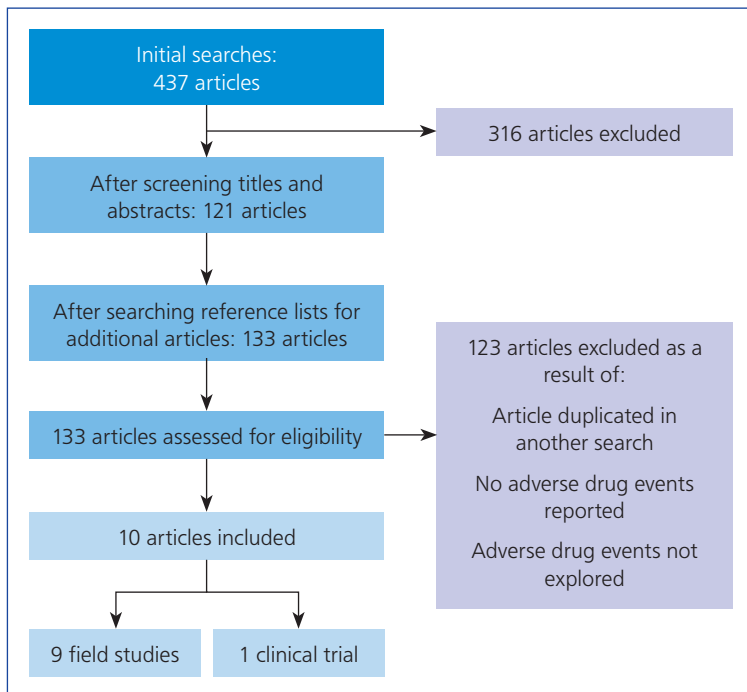 Initial searches:
437 articles
316 articles excluded
After screening titles and
abstracts: 121 articles
After searching reference lists for
additional articles: 133 articles
133 articles assessed for eligibility
123 articles excluded as a
result of:
Article duplicated in
another search
No adverse drug events
reported
Adverse drug events not
explored
10 articles included
9 field studies
1 clinical trial